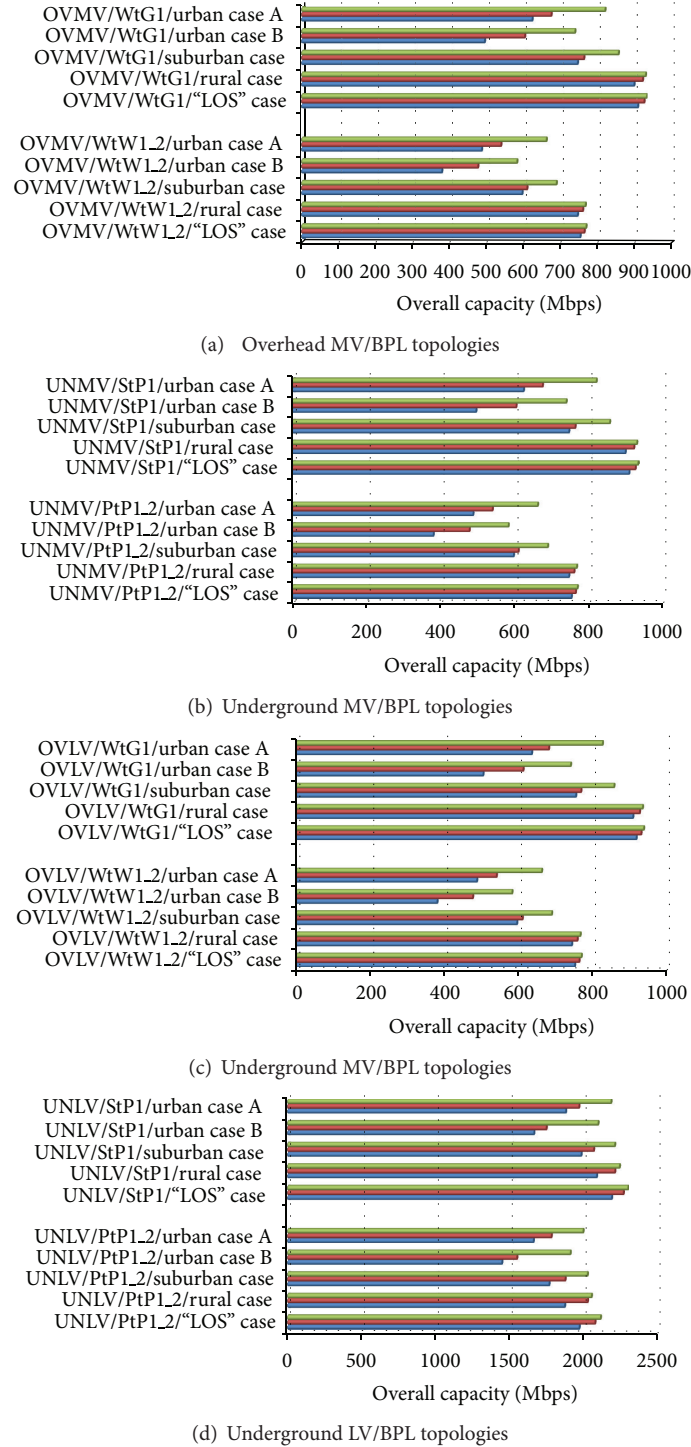 OVMV/WtG1/urban case A
OVMV/WtG1/urban case B
OVMV/WtG1/suburban case
OVMV/WtG1/rural case
OVMV/WtG1/“LOS” case
OVMV/WtW1_2/urban case A
OVMV/WtW1_2/urban case B
OVMV/WtW1_2/suburban case
OVMV/WtW1_2/rural case
OVMV/WtW1_2/“LOS” case
0 100 200 300 400 500 600 700 800 900 1000
Overall capacity (Mbps)
(a) Overhead MV/BPL topologies
UNMV/StP1/urban case A
UNMV/StP1/urban case B
UNMV/StP1/suburban case
UNMV/StP1/rural case
UNMV/StP1/“LOS” case
UNMV/PtP1_2/urban case A
UNMV/PtP1_2/urban case B
UNMV/PtP1_2/suburban case
UNMV/PtP1_2/rural case
UNMV/PtP1_2/“LOS” case
0 200 400 600 800 1000
Overall capacity (Mbps)
(b) Underground MV/BPL topologies
OVLV/WtG1/urban case A
OVLV/WtG1/urban case B
OVLV/WtG1/suburban case
OVLV/WtG1/rural case
OVLV/WtG1/“LOS” case
OVLV/WtW1_2/urban case A
OVLV/WtW1_2/urban case B
OVLV/WtW1_2/suburban case
OVLV/WtW1_2/rural case
OVLV/WtW1_2/“LOS” case
0 200 400 600 800 1000
Overall capacity (Mbps)
(c) Underground MV/BPL topologies
UNLV/StP1/urban case A
UNLV/StP1/urban case B
UNLV/StP1/suburban case
UNLV/StP1/rural case
UNLV/StP1/“LOS” case
UNLV/PtP1_2/urban case A
UNLV/PtP1_2/urban case B
UNLV/PtP1_2/suburban case
UNLV/PtP1_2/rural case
UNLV/PtP1_2/“LOS” case
0 500 1000 1500 2000 2500
Overall capacity (Mbps)
(d) Underground LV/BPL topologies